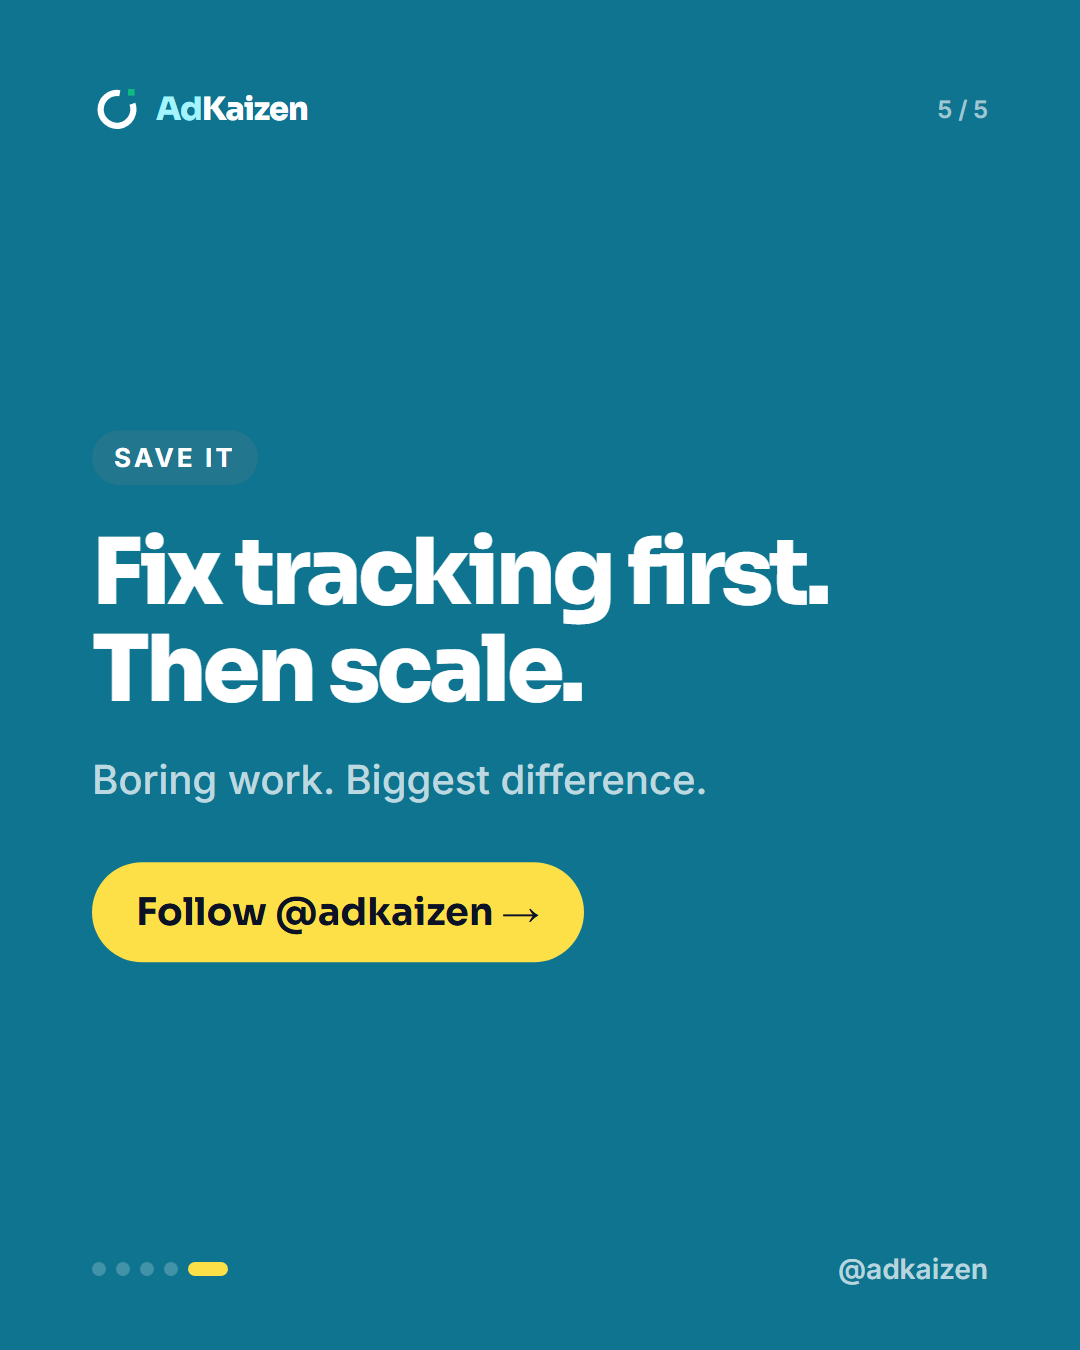 AdKaizen
5 / 5
SAVE IT
Fix tracking first.
Then scale.
Boring work. Biggest difference.
Follow @adkaizen →
@adkaizen